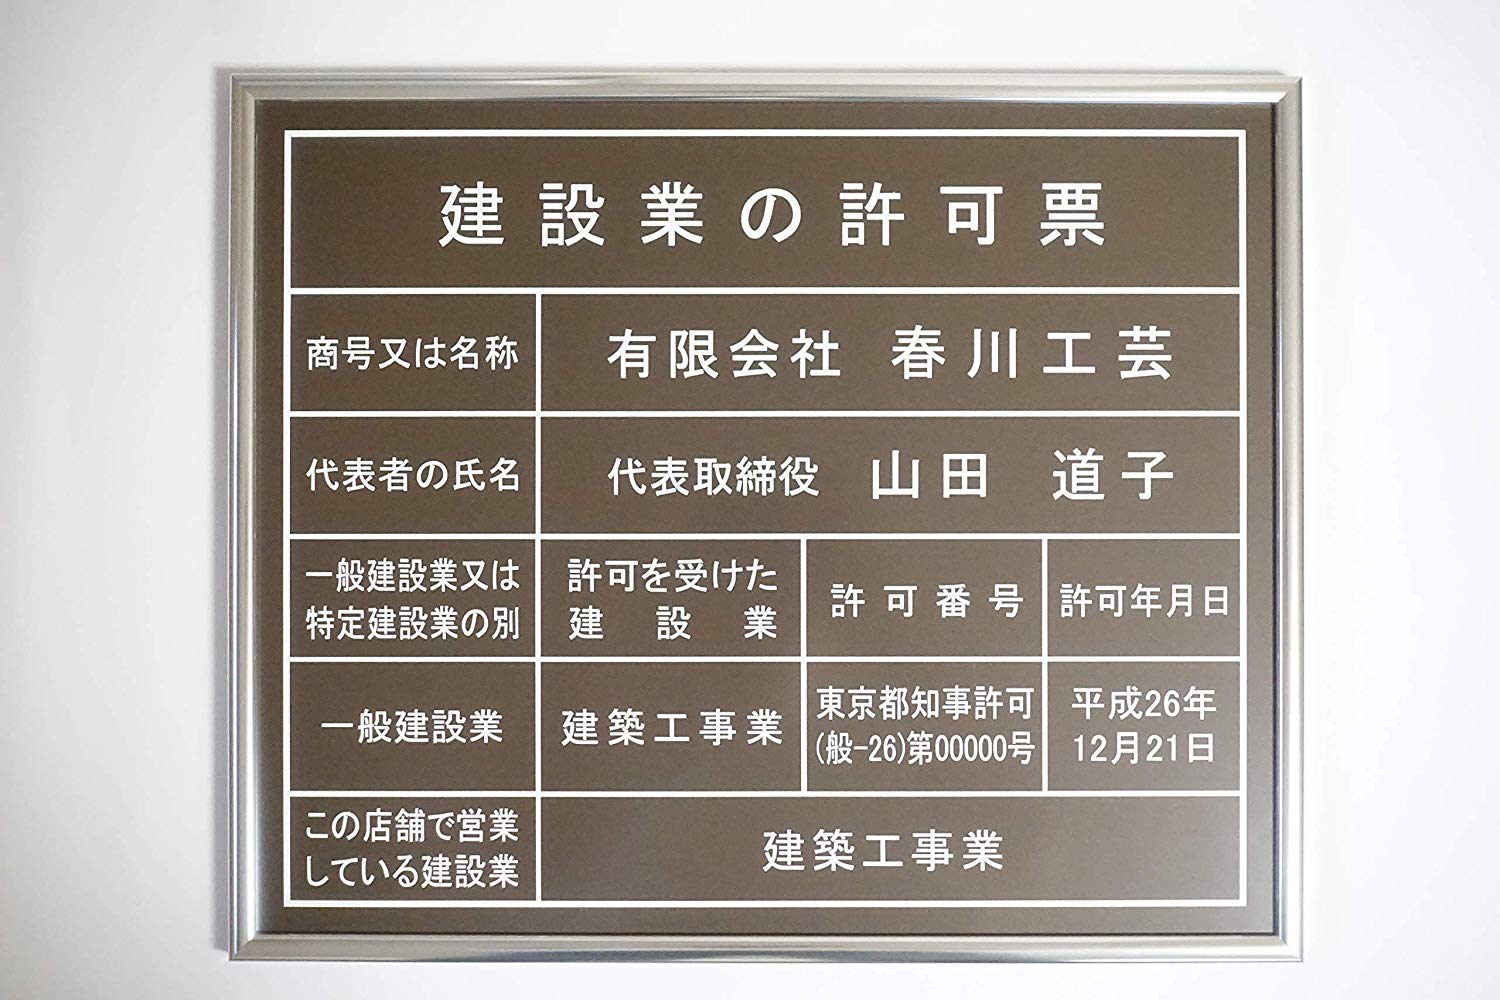 建設業の許可票
商号又は名称
有限会社 春川工芸
代表者の氏名
代表取締役 山田 道子
一般建設業又は
特定建設業の別
許可を受けた
建設業
許可番号
許可年月日
一般建設業
建築工事業
東京都知事許可
(般-26)第00000号
平成26年
12月21日
この店舗で営業
している建設業
建築工事業